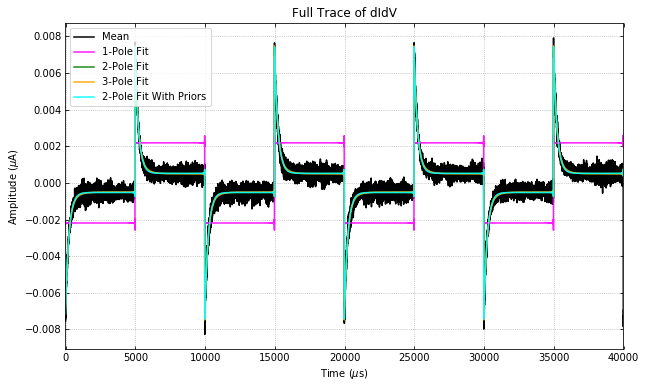 Full Trace of dIdV
Mean
1-Pole Fit
2-Pole Fit
3-Pole Fit
2-Pole Fit With Priors
Amplitude (μA)
0.008
0.006
0.004
0.002
0.000
−0.002
−0.004
−0.006
−0.008
0 5000 10000 15000 20000 25000 30000 35000 40000
Time (μs)